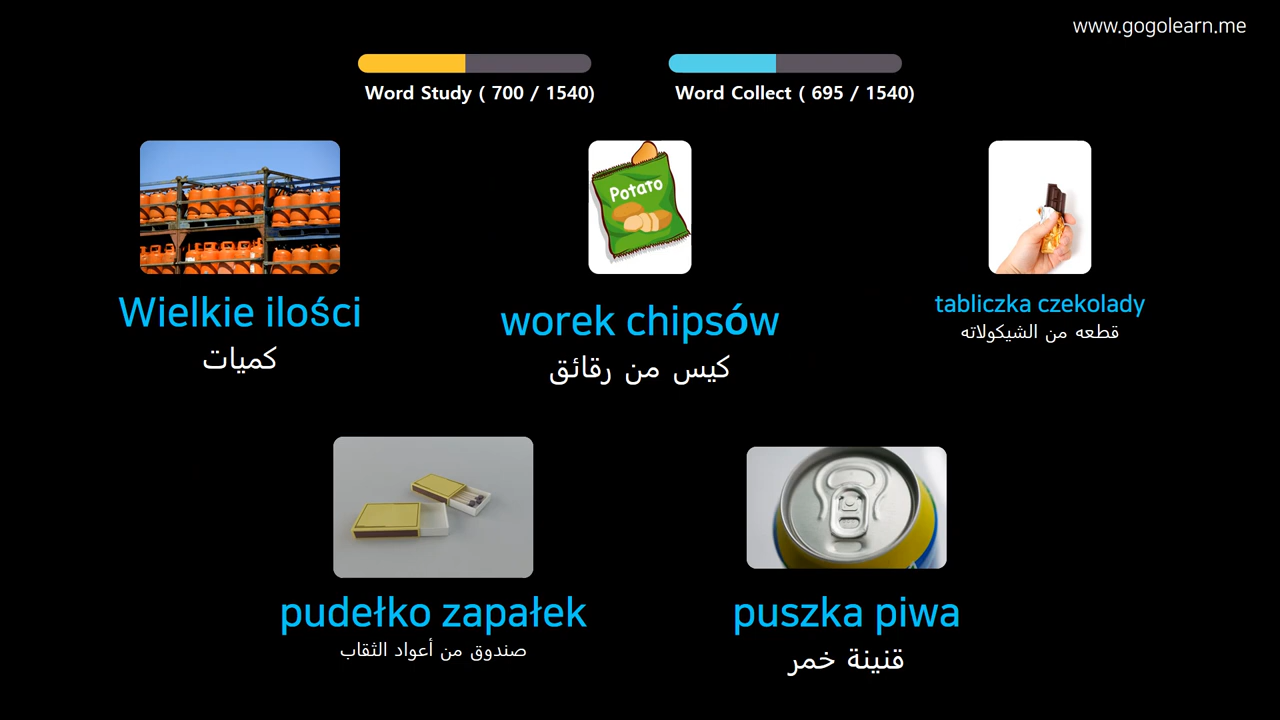 www.gogolearn.me
Word Study ( 700 / 1540)
Word Collect ( 695 / 1540)
Potato
Wielkie ilości
كميات
worek chipsów
كيس من رقائق
tabliczka czekolady
قطعه من الشيكولاته
pudełko zapałek
صندوق من أعواد الثقاب
puszka piwa
قنينة خمر